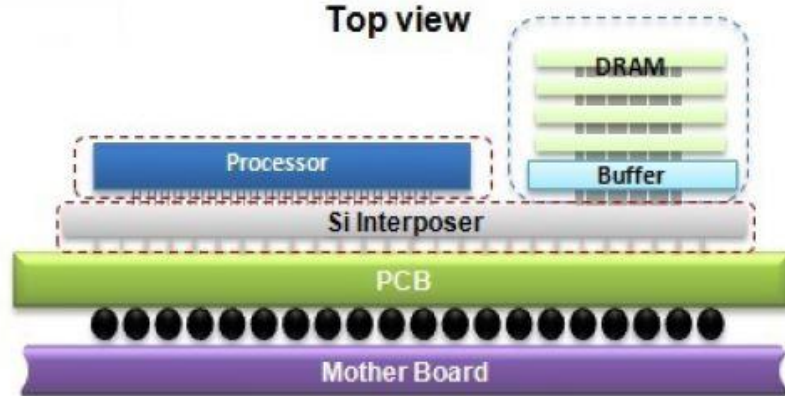 Top view
DRAM
Processor
Buffer
Si Interposer
PCB
Mother Board